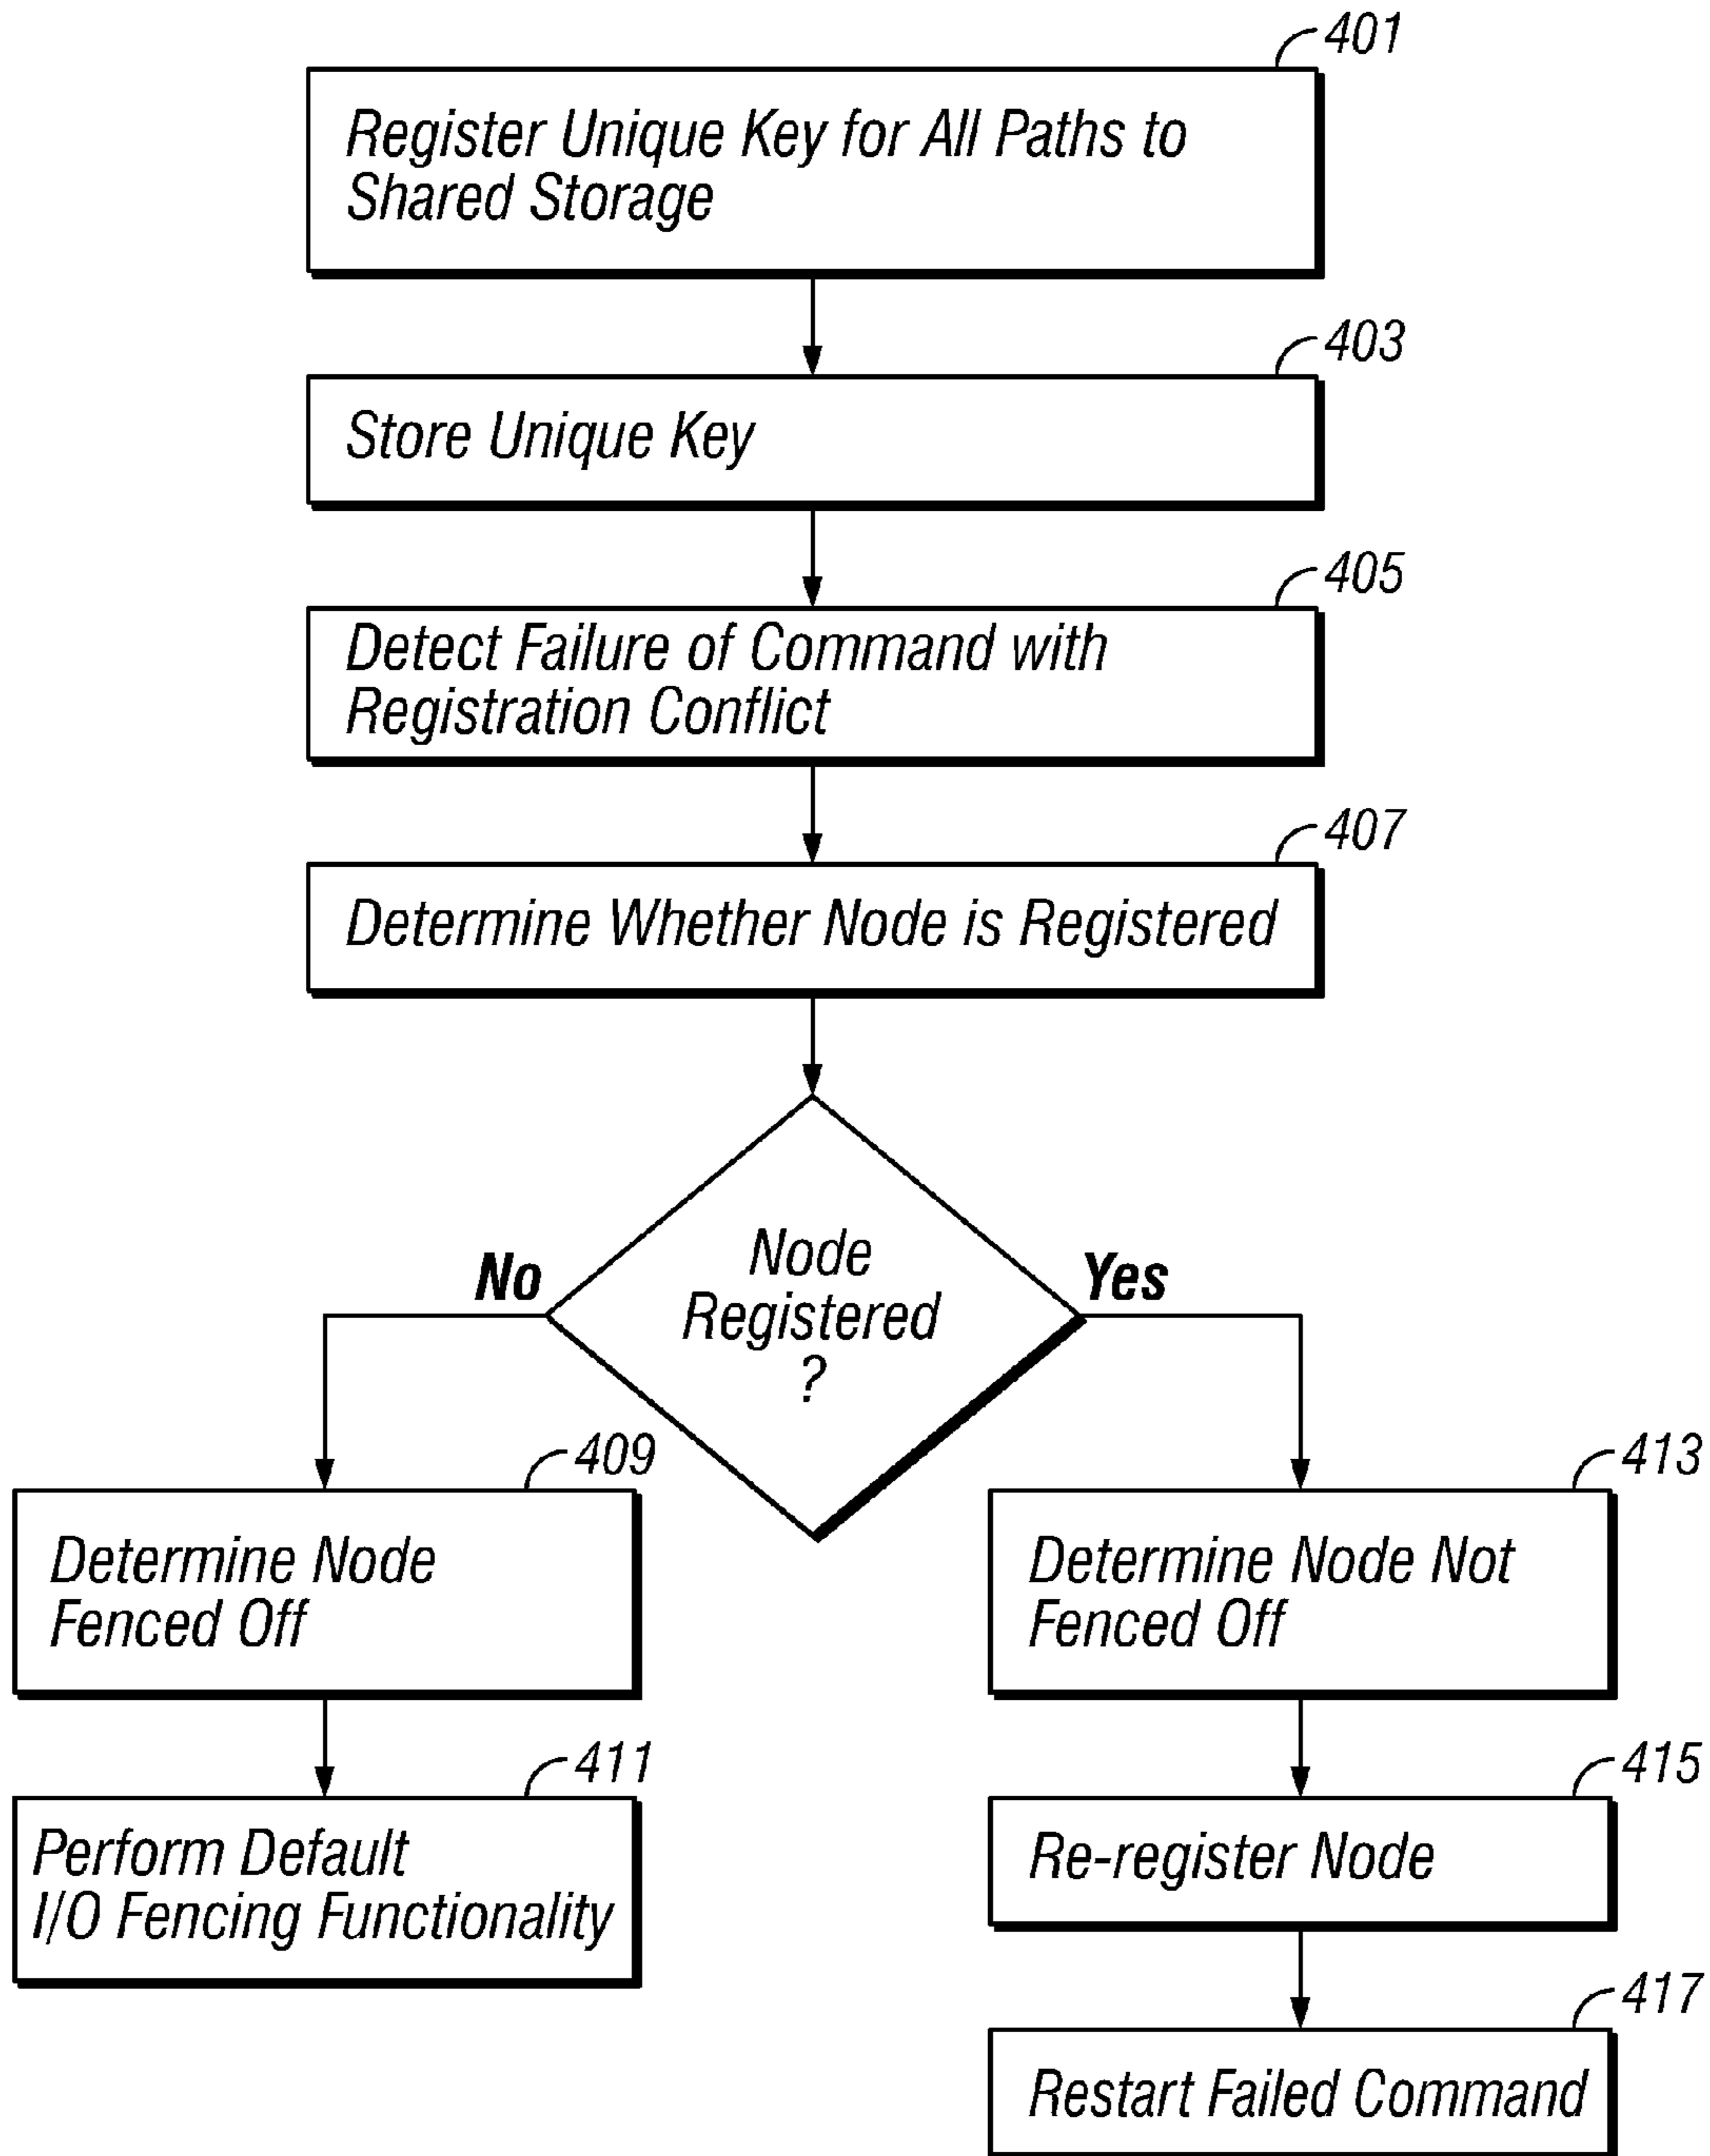 401
Register Unique Key for All Paths to
Shared Storage
403
Store Unique Key
405
Detect Failure of Command with
Registration Conflict
407
Determine Whether Node is Registered
Node
Registered
?
No
Yes
409
Determine Node
Fenced Off
411
Perform Default
I/O Fencing Functionality
413
Determine Node Not
Fenced Off
415
Re-register Node
417
Restart Failed Command